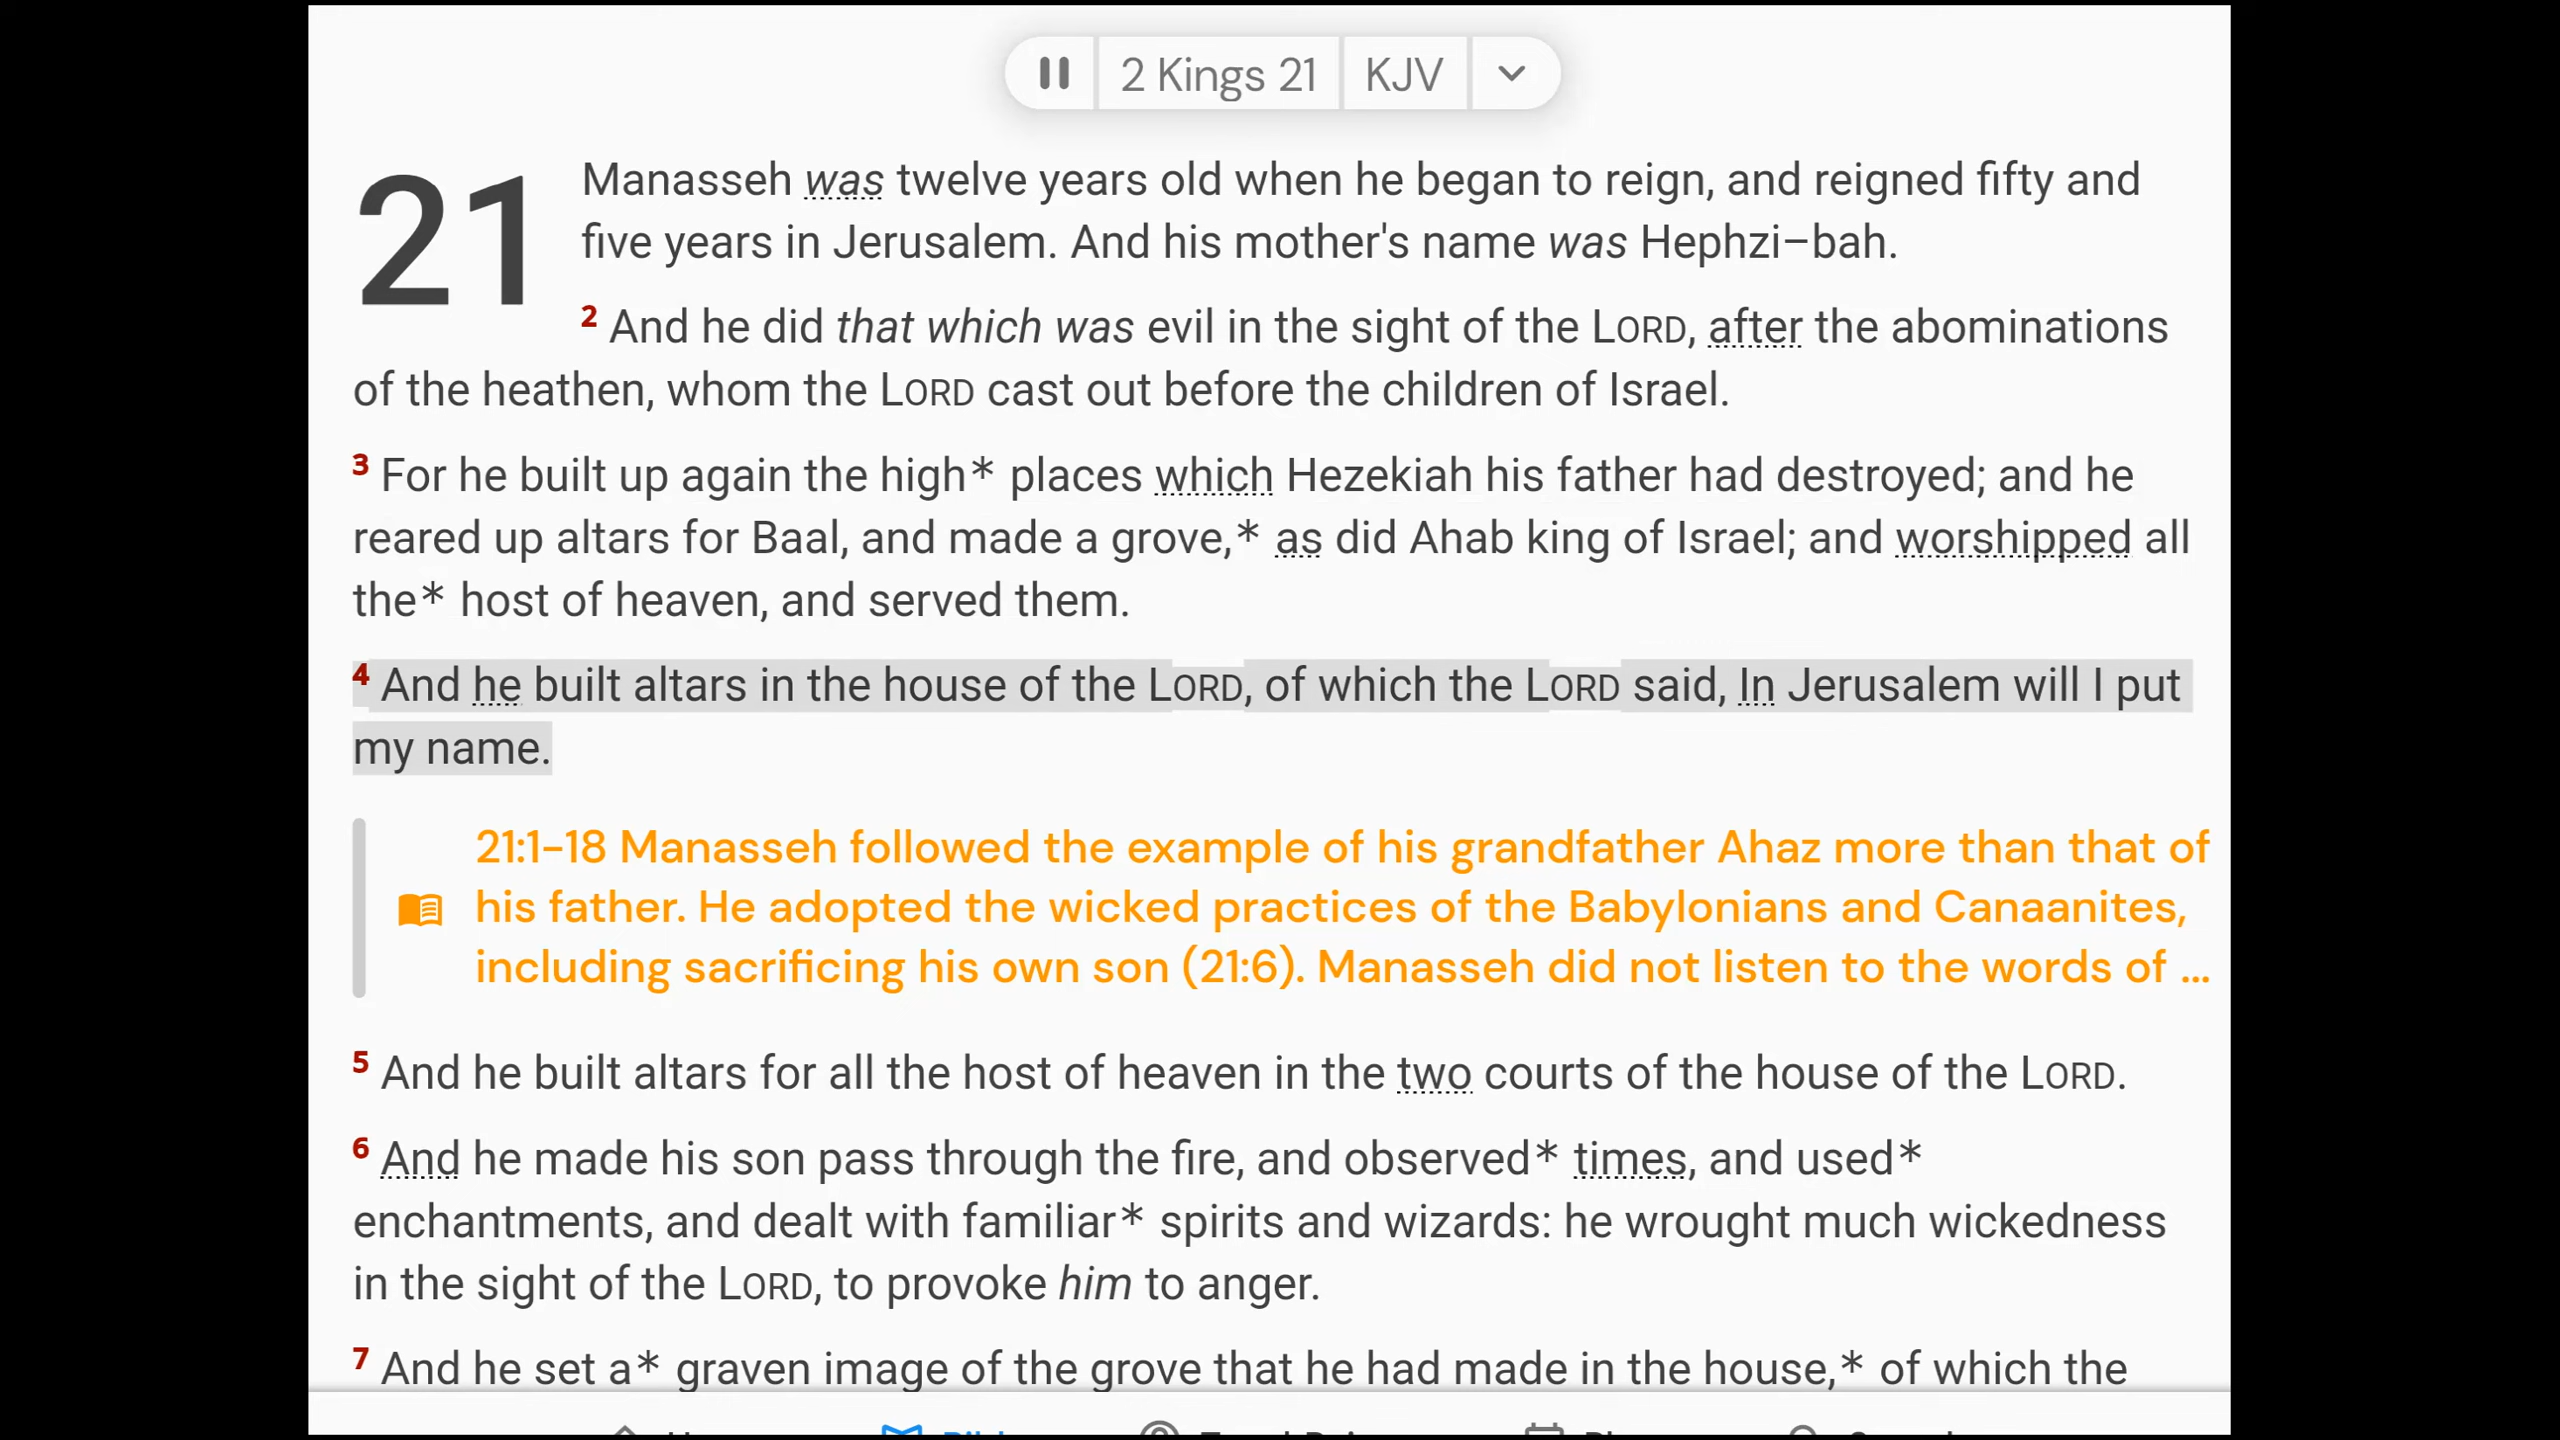 2 Kings 21 KJV
21 Manasseh was twelve years old when he began to reign, and reigned fifty and
five years in Jerusalem. And his mother's name was Hephzi–bah.
2 And he did that which was evil in the sight of the LORD, after the abominations
of the heathen, whom the LORD cast out before the children of Israel.
3 For he built up again the high* places which Hezekiah his father had destroyed; and he
reared up altars for Baal, and made a grove,* as did Ahab king of Israel; and worshipped all
the* host of heaven, and served them.
4 And he built altars in the house of the LORD, of which the LORD said, In Jerusalem will I put
my name.
21:1–18 Manasseh followed the example of his grandfather Ahaz more than that of
his father. He adopted the wicked practices of the Babylonians and Canaanites,
including sacrificing his own son (21:6). Manasseh did not listen to the words of ...
5 And he built altars for all the host of heaven in the two courts of the house of the LORD.
6 And he made his son pass through the fire, and observed* times, and used*
enchantments, and dealt with familiar* spirits and wizards: he wrought much wickedness
in the sight of the LORD, to provoke him to anger.
7 And he set a* graven image of the grove that he had made in the house,* of which the